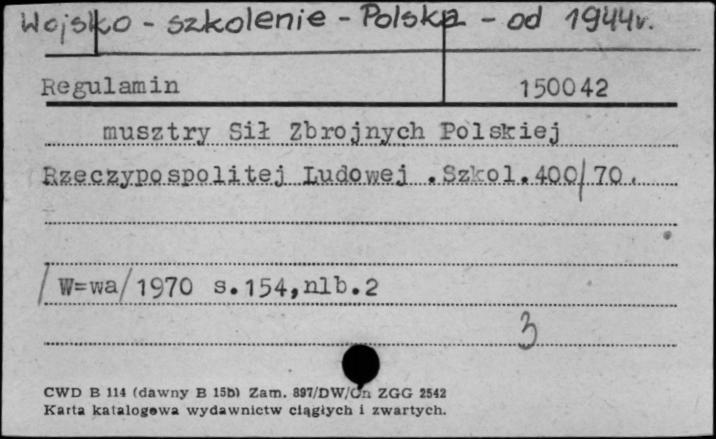 Wojsko - szkolenie - Polska - od 1944r.
Regulamin 150042
musztry Sił Zbrojnych Polskiej
Rzeczypospolitej Ludowej .Szkol.400/70.
/W=wa/1970 s.154,nlb.2
3
CWD B 114 (dawny B 15b) Zam. 897/DW/Gn ZGG 2542
Karta katalogowa wydawnictw ciągłych i zwartych.